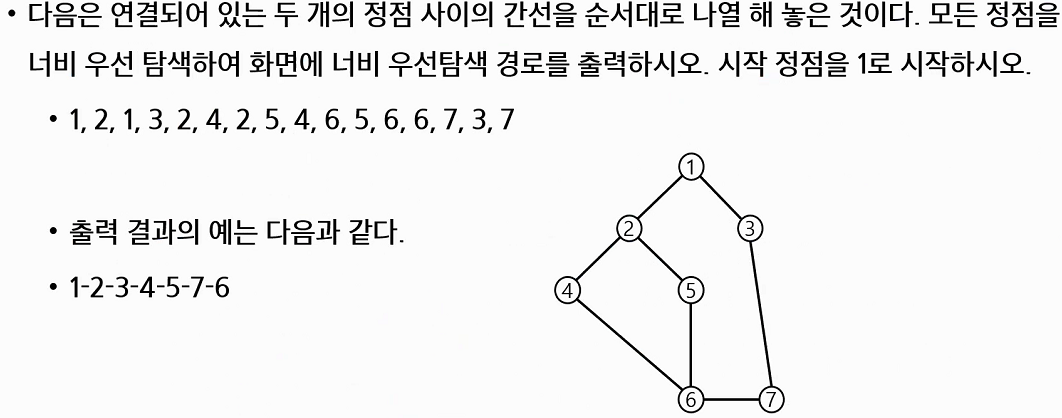 • 다음은 연결되어 있는 두 개의 정점 사이의 간선을 순서대로 나열 해 놓은 것이다. 모든 정점을
너비 우선 탐색하여 화면에 너비 우선탐색 경로를 출력하시오. 시작 정점을 1로 시작하시오.
• 1, 2, 1, 3, 2, 4, 2, 5, 4, 6, 5, 6, 6, 7, 3, 7
• 출력 결과의 예는 다음과 같다.
• 1-2-3-4-5-7-6
1
2 3
4 5
6 7